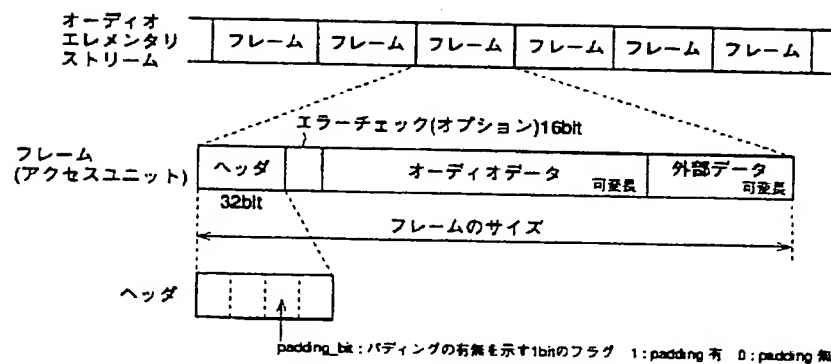 オーディオ
エレメンタリ
ストリーム
フレーム フレーム フレーム フレーム フレーム フレーム
エラーチェック(オプション)16bit
フレーム
(アクセスユニット)
ヘッダ オーディオデータ 可変長 外部データ 可変長
32bit
フレームのサイズ
ヘッダ
padding_bit : パディングの有無を示す1bitのフラグ 1 : padding 有 0 : padding 無